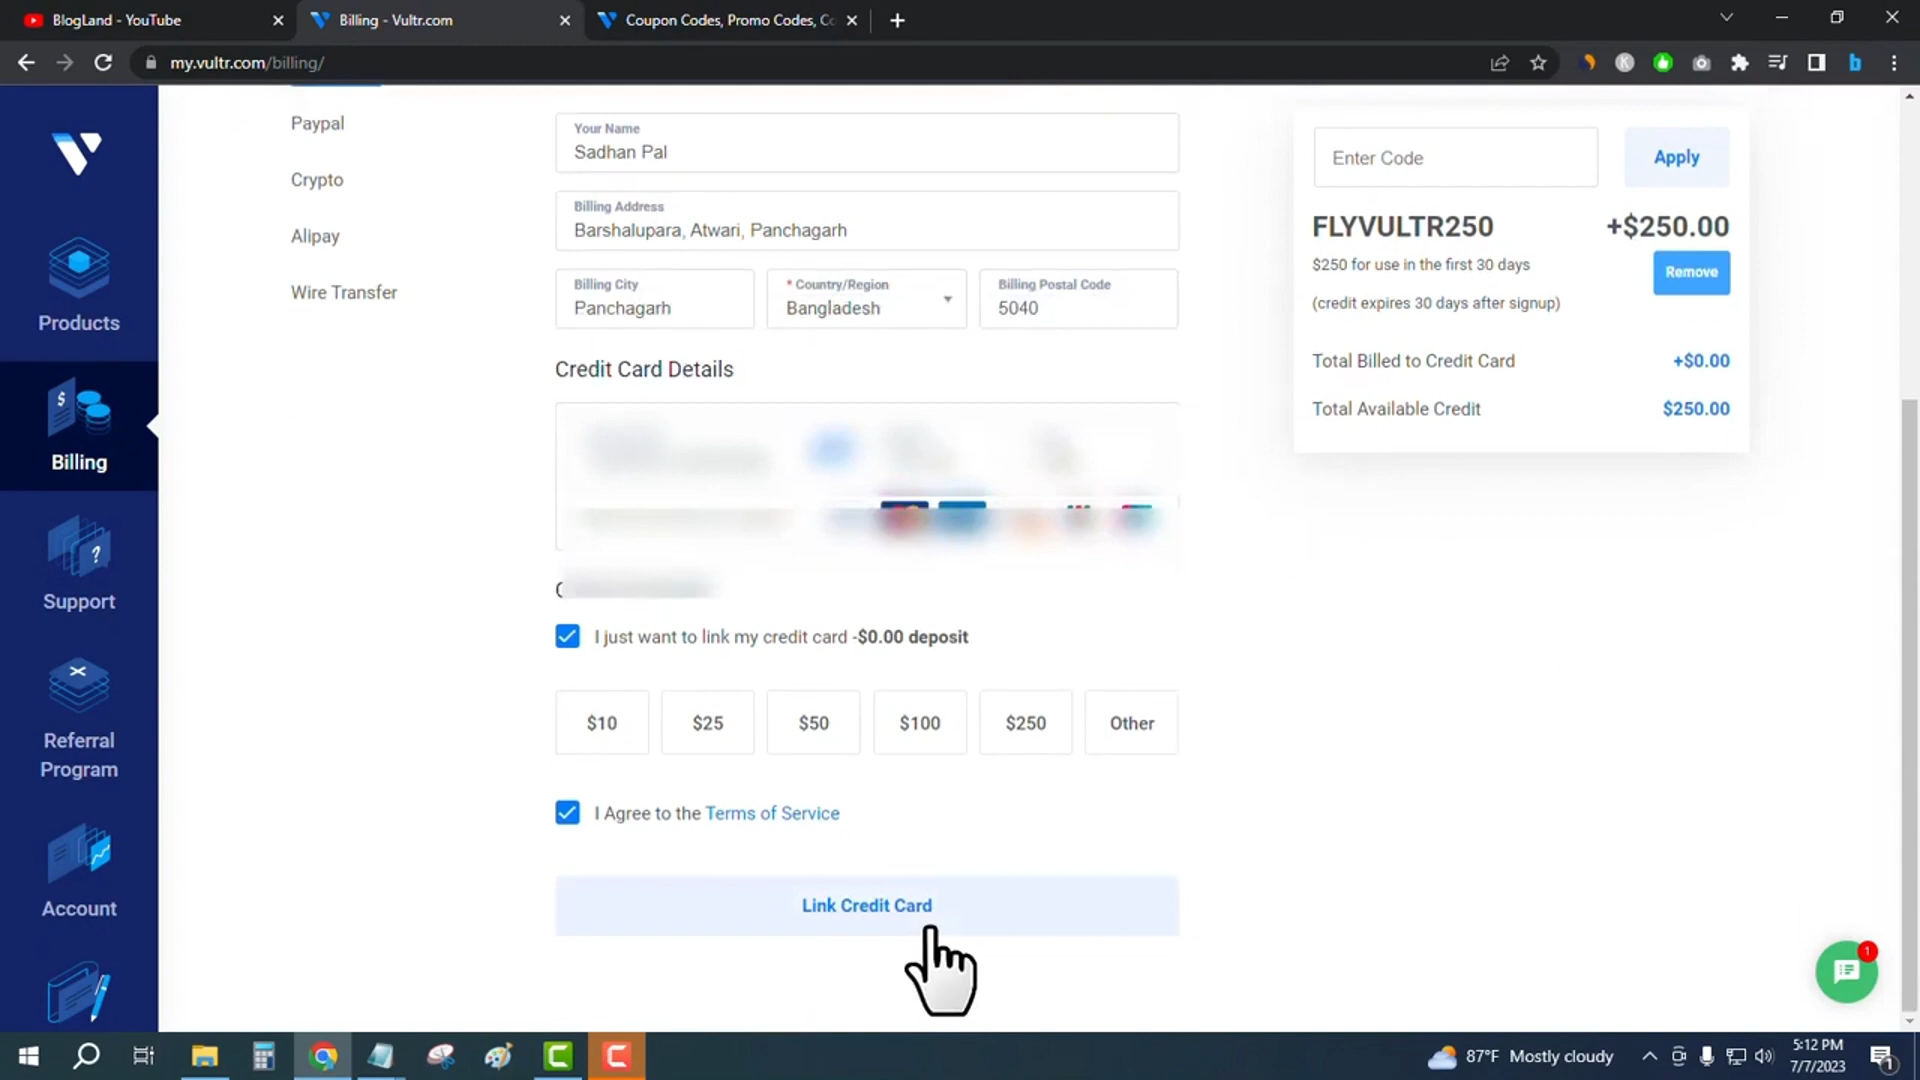 BlogLand - YouTube
Billing - Vultr.com
Coupon Codes, Promo Codes, Co
my.vultr.com/billing/
Products
Billing
Support
Referral
Program
Account
Paypal
Crypto
Alipay
Wire Transfer
Your Name
Sadhan Pal
Billing Address
Barshalupara, Atwari, Panchagarh
Billing City
Panchagarh
* Country/Region
Bangladesh
Billing Postal Code
5040
Credit Card Details
I just want to link my credit card -$0.00 deposit
$10
$25
$50
$100
$250
Other
I Agree to the Terms of Service
Link Credit Card
Enter Code
Apply
FLYVULTR250
+$250.00
$250 for use in the first 30 days
Remove
(credit expires 30 days after signup)
Total Billed to Credit Card
+$0.00
Total Available Credit
$250.00
1
87°F Mostly cloudy
5:12 PM
7/7/2023
1